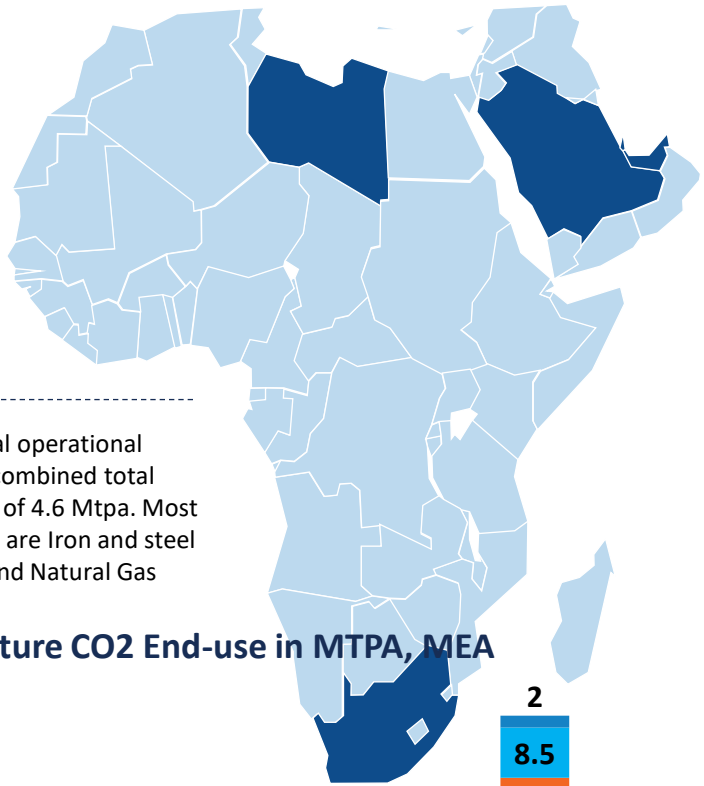 al operational
combined total
of 4.6 Mtpa. Most
are Iron and steel
nd Natural Gas
ture CO2 End-use in MTPA, MEA
2
8.5